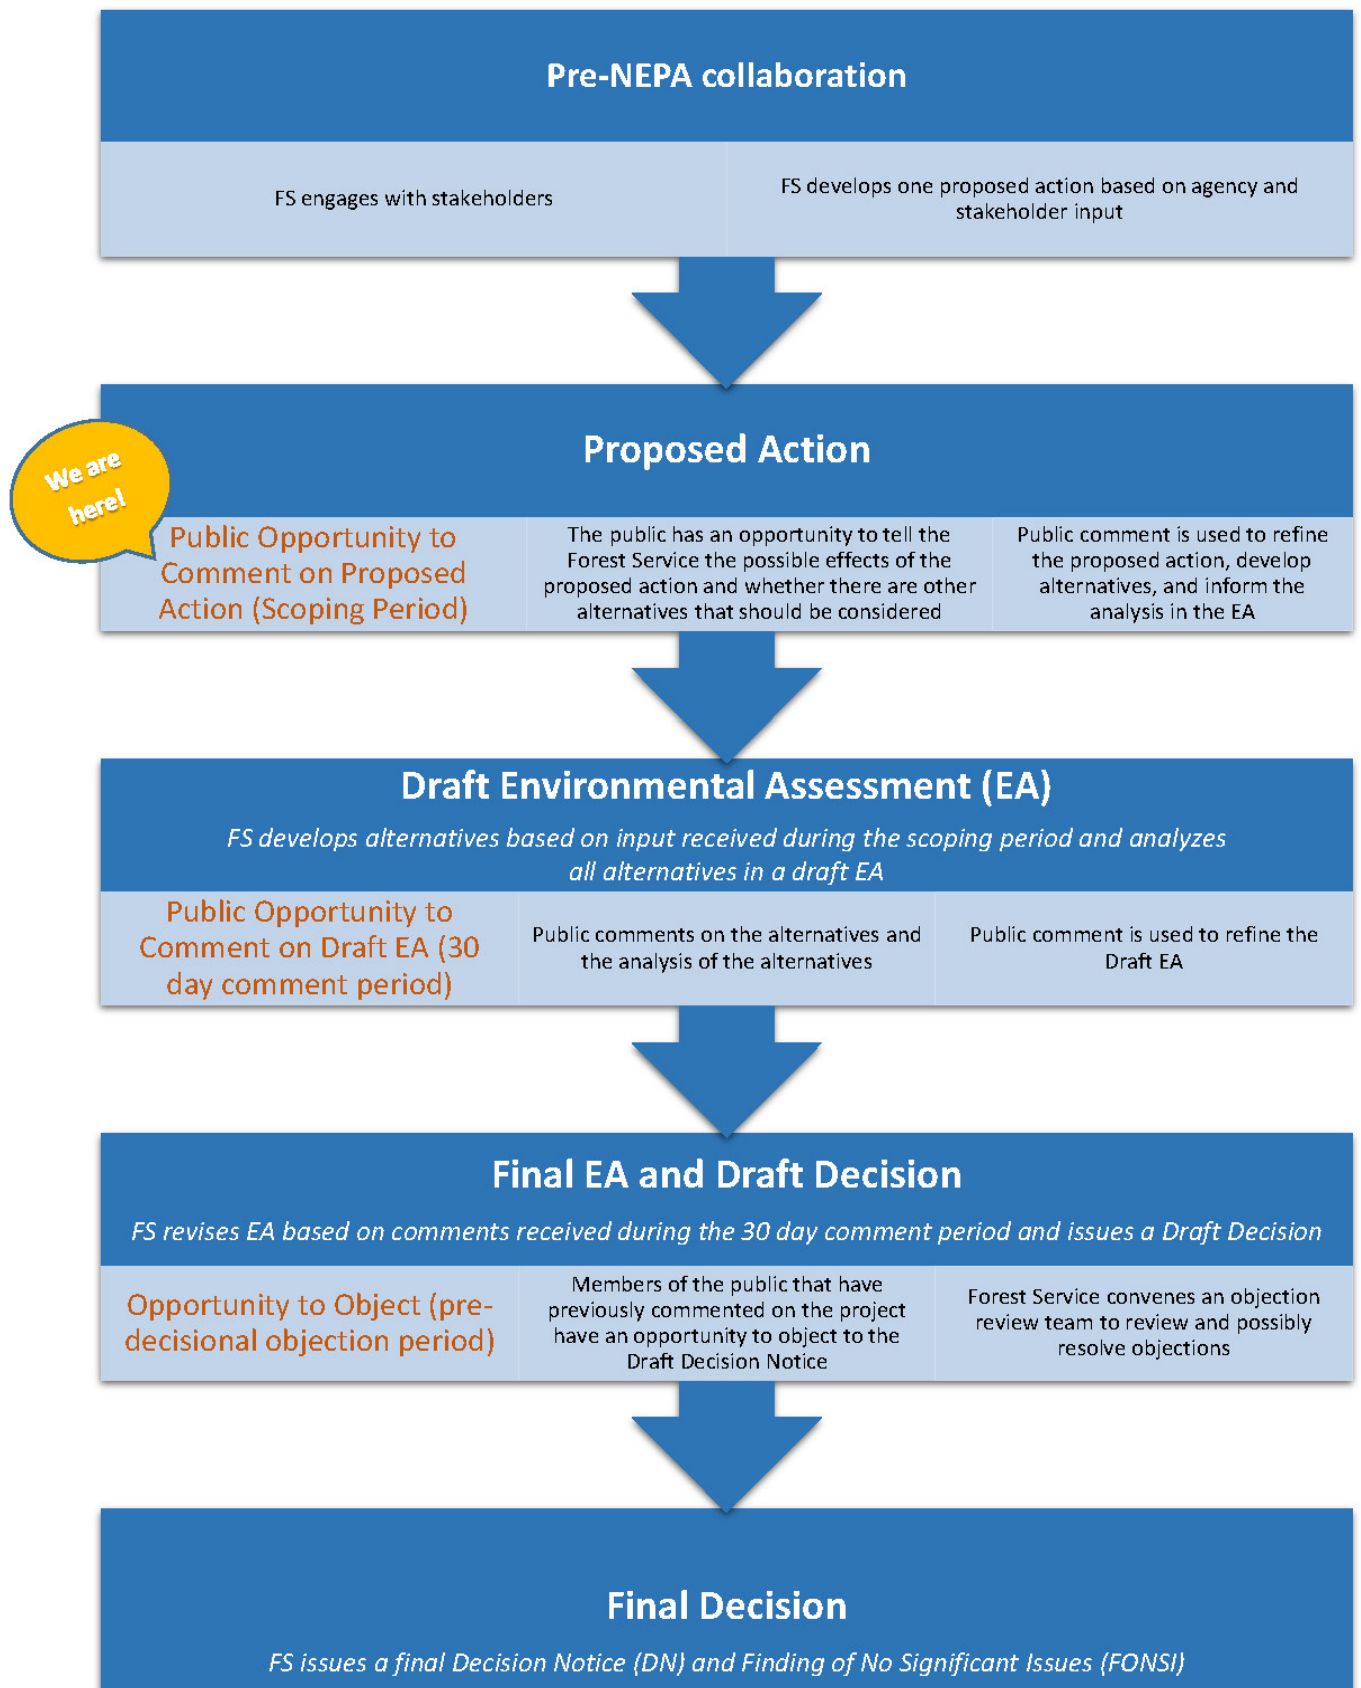 Pre-NEPA collaboration
FS engages with stakeholders
FS develops one proposed action based on agency and
stakeholder input
Proposed Action
We are
here!
Public Opportunity to
Comment on Proposed
Action (Scoping Period)
The public has an opportunity to tell the
Forest Service the possible effects of the
proposed action and whether there are other
alternatives that should be considered
Public comment is used to refine
the proposed action, develop
alternatives, and inform the
analysis in the EA
Draft Environmental Assessment (EA)
FS develops alternatives based on input received during the scoping period and analyzes
all alternatives in a draft EA
Public Opportunity to
Comment on Draft EA (30
day comment period)
Public comments on the alternatives and
the analysis of the alternatives
Public comment is used to refine the
Draft EA
Final EA and Draft Decision
FS revises EA based on comments received during the 30 day comment period and issues a Draft Decision
Opportunity to Object (pre-
decisional objection period)
Members of the public that have
previously commented on the project
have an opportunity to object to the
Draft Decision Notice
Forest Service convenes an objection
review team to review and possibly
resolve objections
Final Decision
FS issues a final Decision Notice (DN) and Finding of No Significant Issues (FONSI)